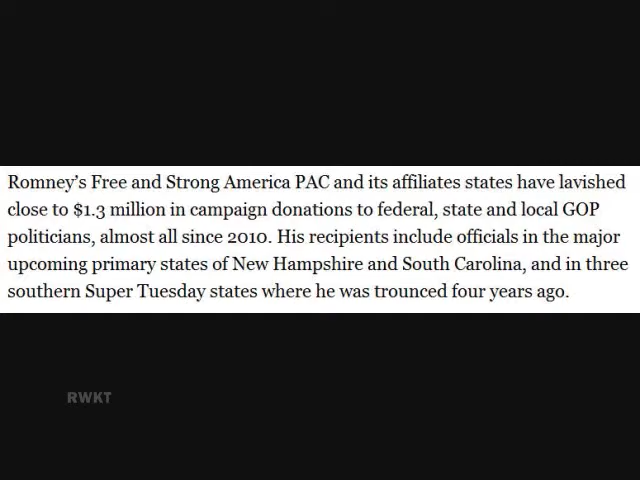 Romney's Free and Strong America PAC and its affiliates states have lavished
close to $1.3 million in campaign donations to federal, state and local GOP
politicians, almost all since 2010. His recipients include officials in the major
upcoming primary states of New Hampshire and South Carolina, and in three
southern Super Tuesday states where he was trounced four years ago.
RWKT